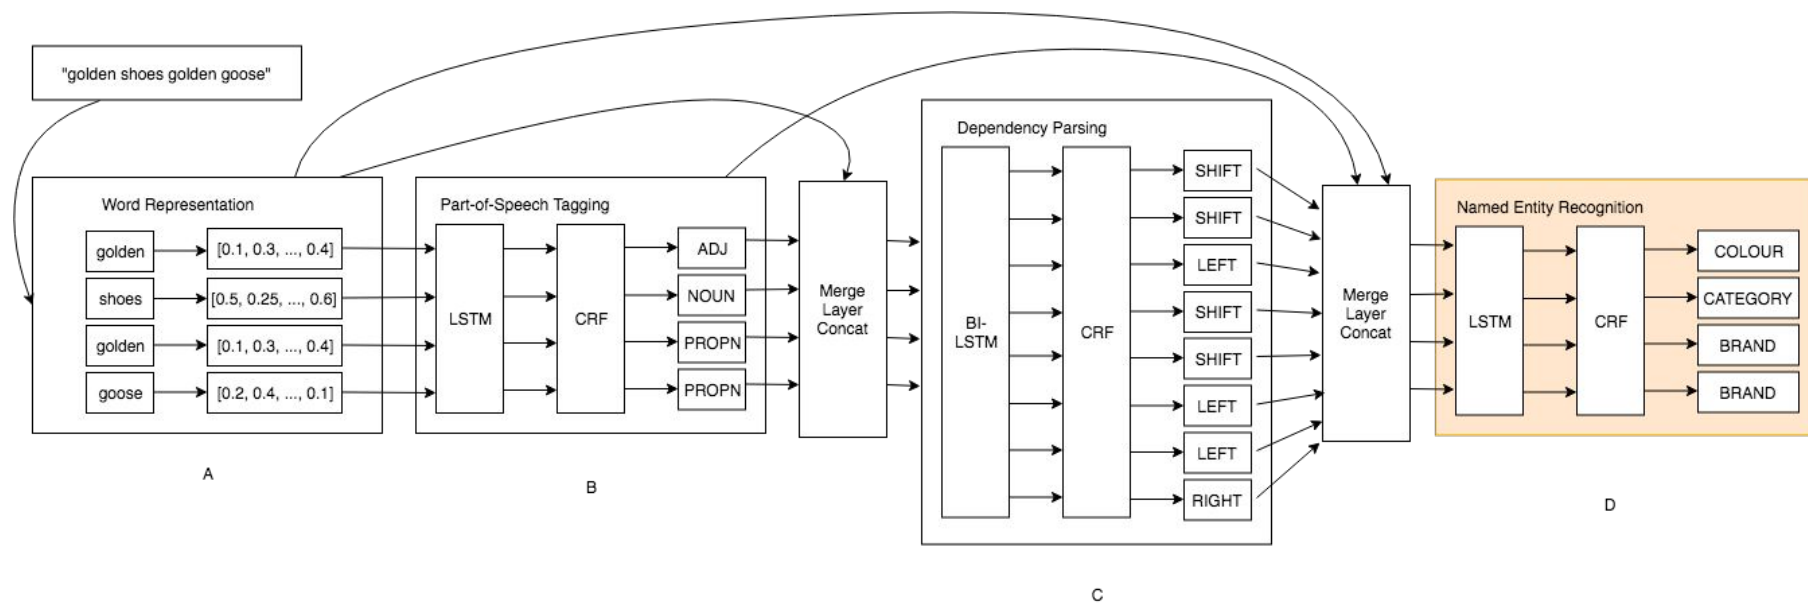 "golden shoes golden goose"
Word Representation
golden
[0.1, 0.3, ..., 0.4]
shoes
[0.5, 0.25, ..., 0.6]
golden
[0.1, 0.3, ..., 0.4]
goose
[0.2, 0.4, ..., 0.1]
A
Part-of-Speech Tagging
LSTM
CRF
ADJ
NOUN
PROPN
PROPN
B
Merge
Layer
Concat
Dependency Parsing
BI-
LSTM
CRF
SHIFT
SHIFT
LEFT
SHIFT
SHIFT
LEFT
LEFT
RIGHT
C
Merge
Layer
Concat
Named Entity Recognition
LSTM
CRF
COLOUR
CATEGORY
BRAND
BRAND
D